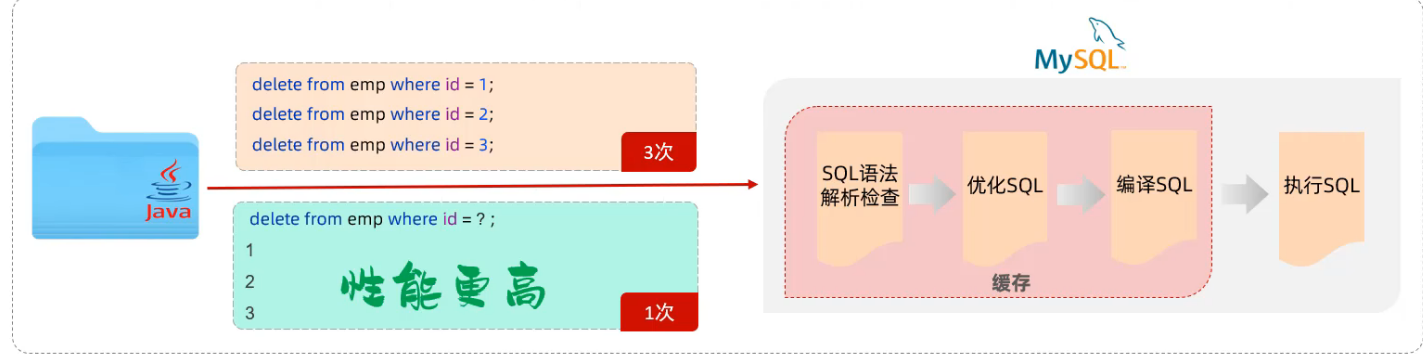 MySQL
delete from emp where id = 1;
delete from emp where id = 2;
delete from emp where id = 3;
3次
Java
delete from emp where id = ? ;
1
2
3
性能更高
1次
SQL语法
解析检查
优化SQL
编译SQL
执行SQL
缓存